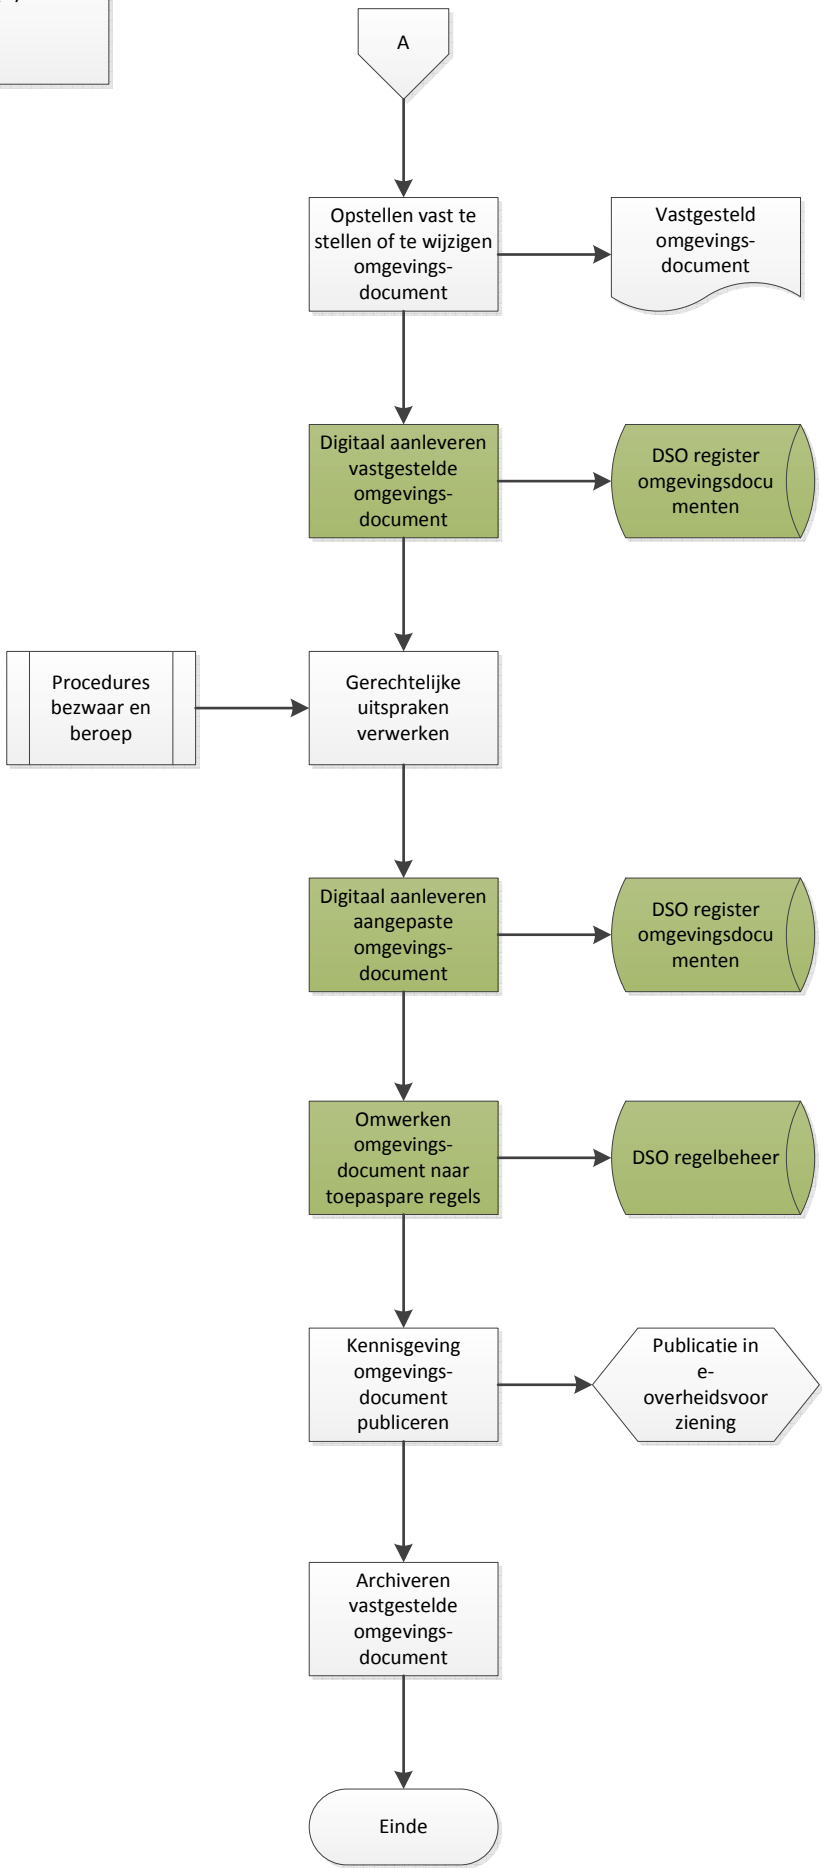 A
Opstellen vast te
stellen of te wijzigen
omgevings-
document
Vastgesteld
omgevings-
document
Digitaal aanleveren
vastgestelde
omgevings-
document
DSO register
omgevingsdocu
menten
Procedures
bezwaar en
beroep
Gerechtelijke
uitspraken
verwerken
Digitaal aanleveren
aangepaste
omgevings-
document
DSO register
omgevingsdocu
menten
Omwerken
omgevings-
document naar
toepaspare regels
DSO regelbeheer
Kennisgeving
omgevings-
document
publiceren
Publicatie in
e-
overheidsvoor
ziening
Archiveren
vastgestelde
omgevings-
document
Einde